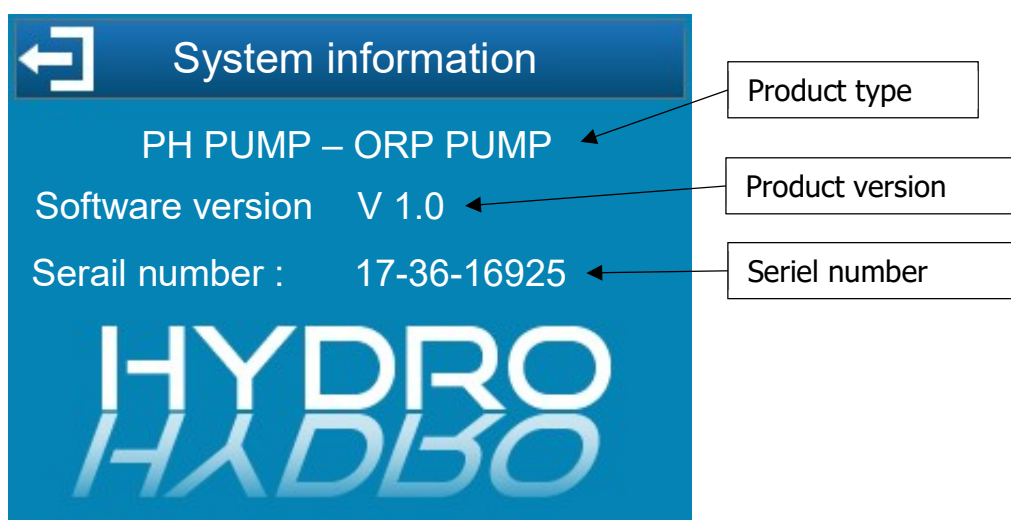 System information
PH PUMP – ORP PUMP
Software version V 1.0
Serail number : 17-36-16925
HYDRO
HYDRO
Product type
Product version
Seriel number